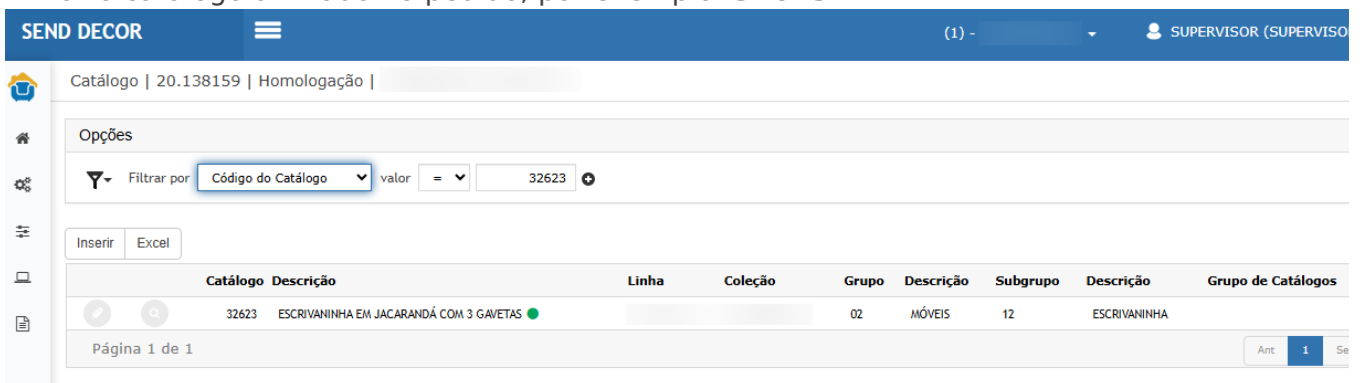 SEND DECOR
(1) -
SUPERVISOR (SUPERVISO
Catálogo | 20.138159 | Homologação |
Opções
Filtrar por Código do Catálogo valor = 32623
Inserir Excel
Catálogo Descrição Linha Coleção Grupo Descrição Subgrupo Descrição Grupo de Catálogos
32623 ESCRIVANINHA EM JACARANDÁ COM 3 GAVETAS 02 MÓVEIS 12 ESCRIVANINHA
Página 1 de 1
Ant 1 Se